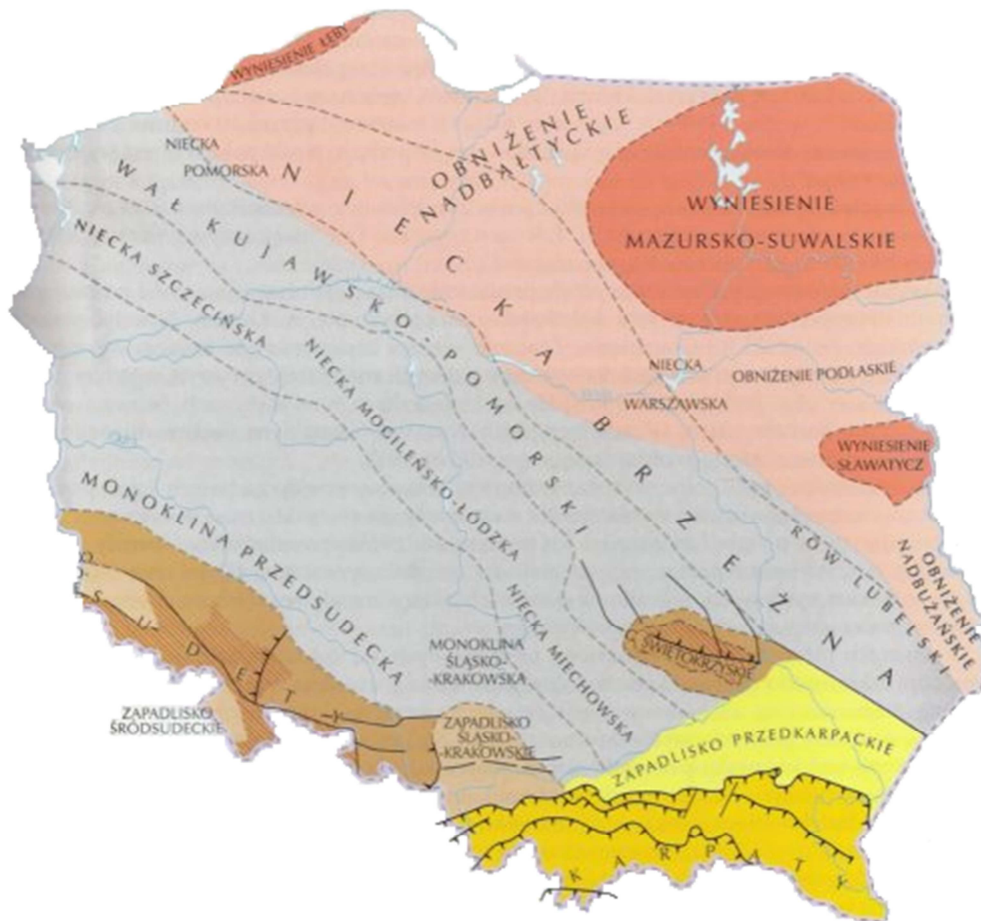 WYNIESIENIE ŁEBY
OBNIŻENIE
NADBAŁTYCKIE
NIECKA
POMORSKA
NIECKA BRZEŻNA
WYNIESIENIE
MAZURSKO-SUWALSKIE
WAŁ KUJAWSKO-POMORSKI
NIECKA SZCZECIŃSKA
NIECKA MOGILEŃSKO-ŁÓDZKA
NIECKA
WARSZAWSKA
OBNIŻENIE PODLASKIE
WYNIESIENIE
SŁAWATYCZ
MONOKLINA PRZEDSUDECKA
RÓW LUBELSKI
OBNIŻENIE
NADBUŻAŃSKIE
NIECKA MIECHOWSKA
MONOKLINA
ŚLĄSKO-
-KRAKOWSKA
ŚWIĘTOKRZYSKIE
SUDETY
ZAPADLISKO
ŚRÓDSUDECKIE
ZAPADLISKO
ŚLĄSKO-
-KRAKOWSKIE
ZAPADLISKO PRZEDKARPACKIE
KARPATY